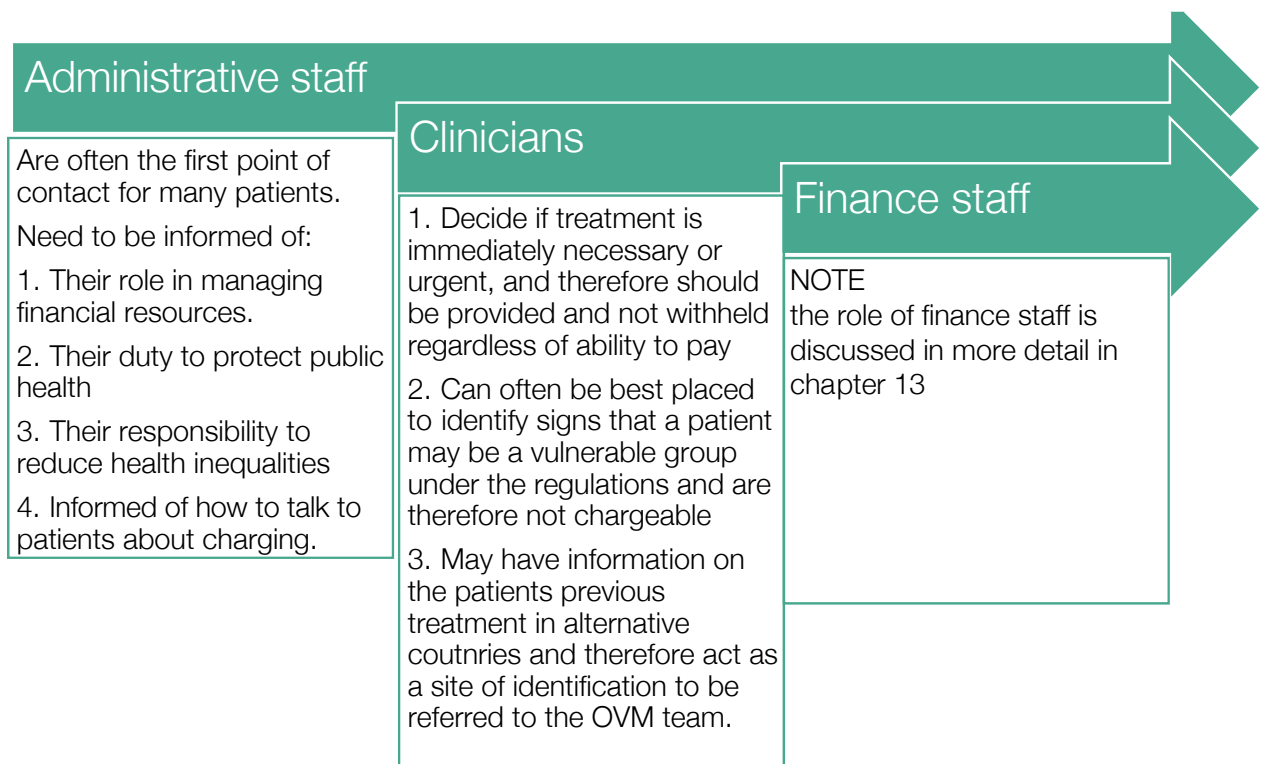 Administrative staff
Are often the first point of
contact for many patients.
Need to be informed of:
1. Their role in managing
financial resources.
2. Their duty to protect public
health
3. Their responsibility to
reduce health inequalities
4. Informed of how to talk to
patients about charging.
Clinicians
1. Decide if treatment is
immediately necessary or
urgent, and therefore should
be provided and not withheld
regardless of ability to pay
2. Can often be best placed
to identify signs that a patient
may be a vulnerable group
under the regulations and are
therefore not chargeable
3. May have information on
the patients previous
treatment in alternative
coutnries and therefore act as
a site of identification to be
referred to the OVM team.
Finance staff
NOTE
the role of finance staff is
discussed in more detail in
chapter 13